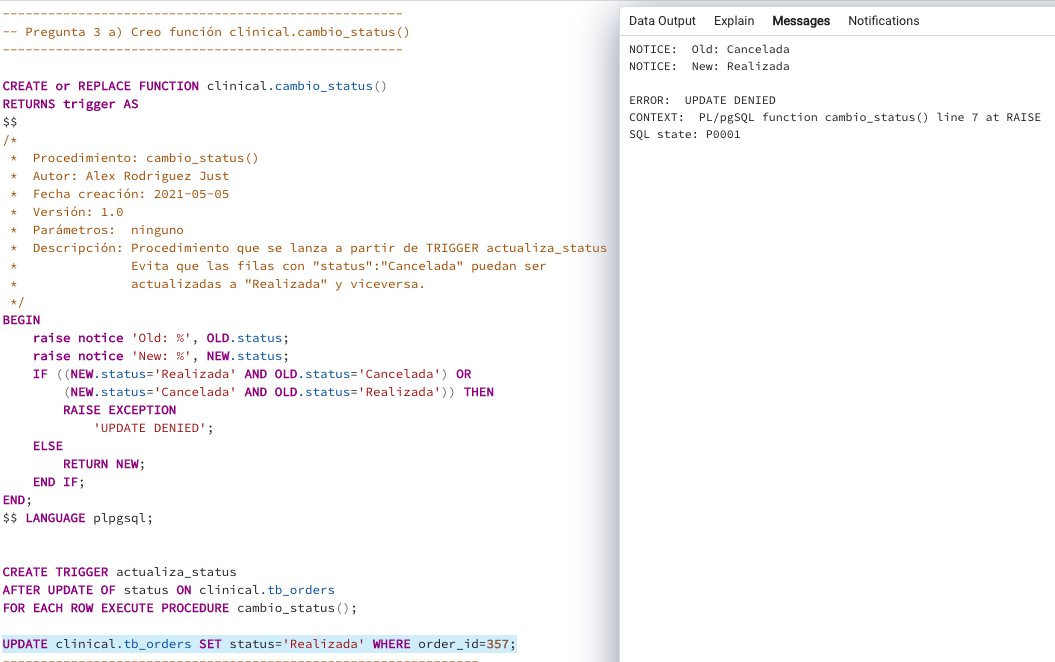 -----------------------------------------------------
-- Pregunta 3 a) Creo función clinical.cambio_status()
-----------------------------------------------------
CREATE or REPLACE FUNCTION clinical.cambio_status()
RETURNS trigger AS
$$
/*
 *  Procedimiento: cambio_status()
 *  Autor: Alex Rodriguez Just
 *  Fecha creación: 2021-05-05
 *  Versión: 1.0
 *  Parámetros:  ninguno
 *  Descripción: Procedimiento que se lanza a partir de TRIGGER actualiza_status
 *               Evita que las filas con "status":"Cancelada" puedan ser
 *               actualizadas a "Realizada" y viceversa.
 */
BEGIN
    raise notice 'Old: %', OLD.status;
    raise notice 'New: %', NEW.status;
    IF ((NEW.status='Realizada' AND OLD.status='Cancelada') OR
        (NEW.status='Cancelada' AND OLD.status='Realizada')) THEN
        RAISE EXCEPTION
            'UPDATE DENIED';
    ELSE
        RETURN NEW;
    END IF;
END;
$$ LANGUAGE plpgsql;
CREATE TRIGGER actualiza_status
AFTER UPDATE OF status ON clinical.tb_orders
FOR EACH ROW EXECUTE PROCEDURE cambio_status();
UPDATE clinical.tb_orders SET status='Realizada' WHERE order_id=357;
---------------------------------------------------------------
Data Output Explain Messages Notifications
NOTICE:  Old: Cancelada
NOTICE:  New: Realizada
ERROR:  UPDATE DENIED
CONTEXT:  PL/pgSQL function cambio_status() line 7 at RAISE
SQL state: P0001